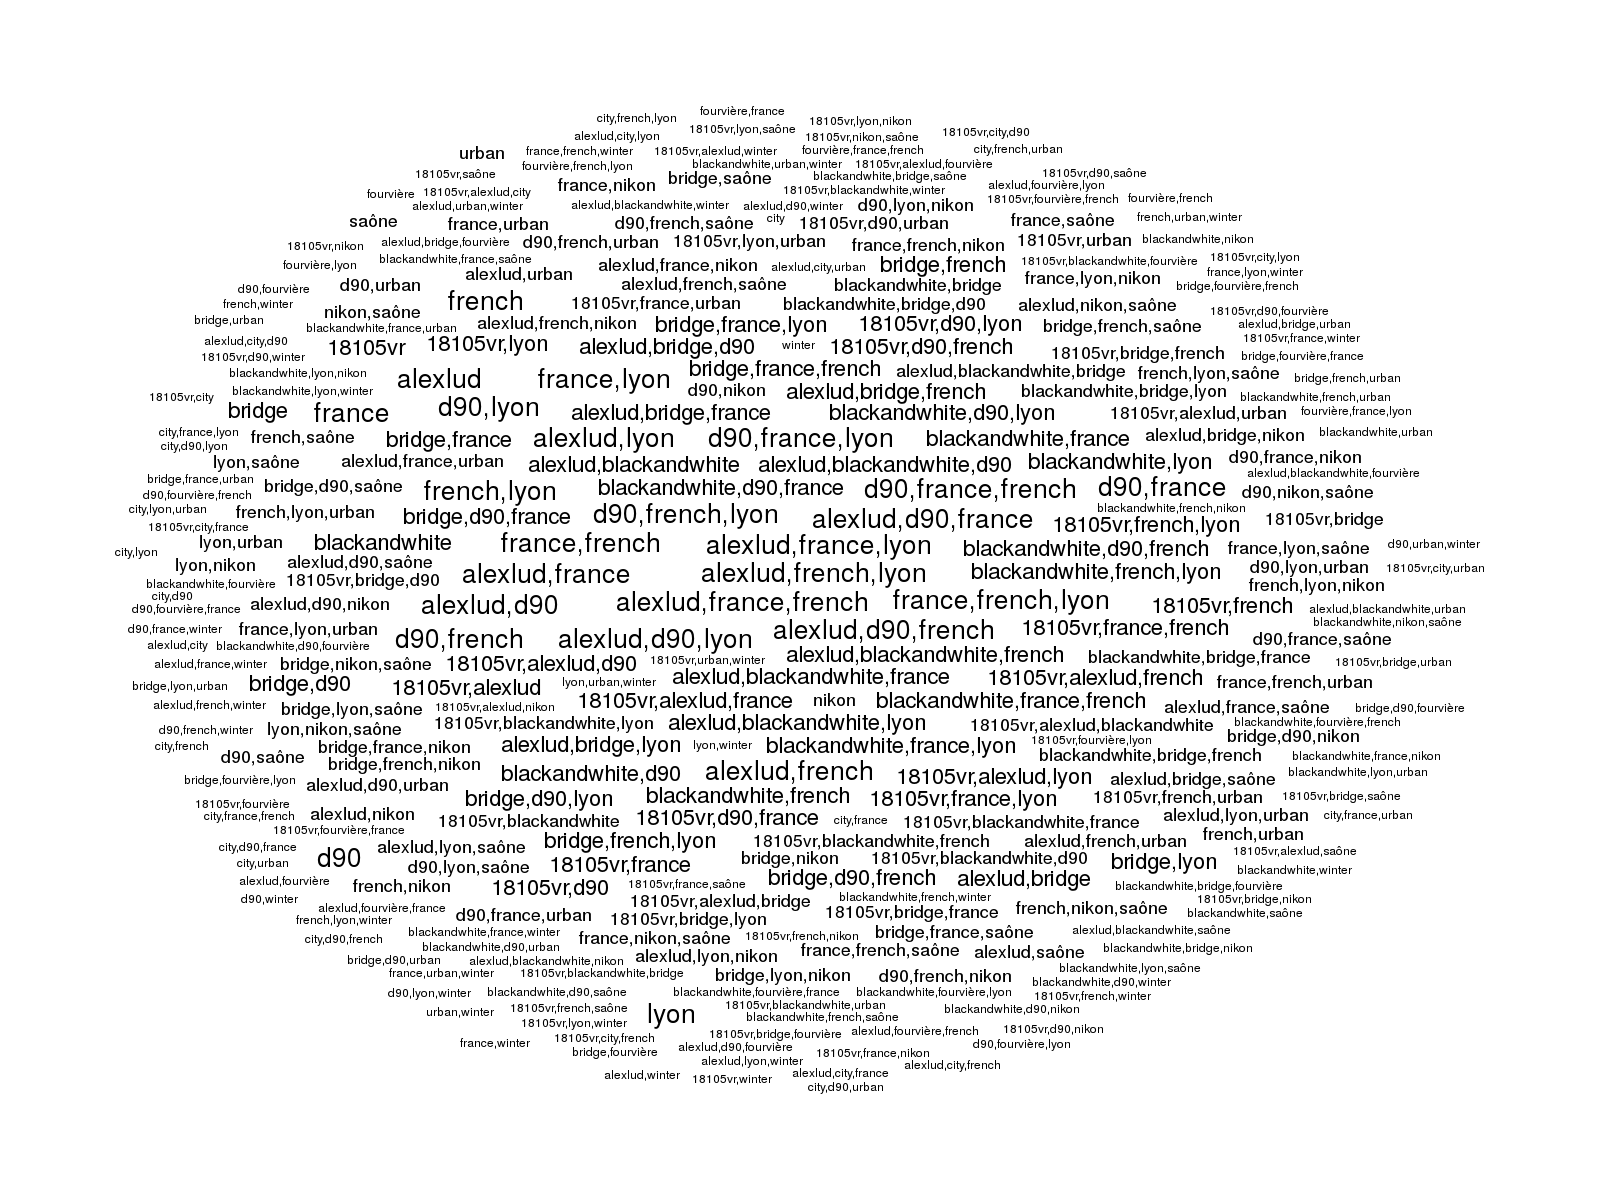 fourvière,france
city,french,lyon 18105vr,lyon,nikon
alexlud,city,lyon 18105vr,lyon,saône 18105vr,nikon,saône 18105vr,city,d90
urban france,french,winter 18105vr,alexlud,winter fourvière,france,french city,french,urban
18105vr,saône fourvière,french,lyon blackandwhite,urban,winter 18105vr,alexlud,fourvière
france,nikon bridge,saône blackandwhite,bridge,saône 18105vr,d90,saône
fourvière 18105vr,alexlud,city 18105vr,blackandwhite,winter alexlud,fourvière,lyon
alexlud,urban,winter alexlud,blackandwhite,winter alexlud,d90,winter d90,lyon,nikon 18105vr,fourvière,french fourvière,french
saône france,urban d90,french,saône city 18105vr,d90,urban france,saône french,urban,winter
18105vr,nikon alexlud,bridge,fourvière d90,french,urban 18105vr,lyon,urban france,french,nikon 18105vr,urban blackandwhite,nikon
fourvière,lyon blackandwhite,france,saône alexlud,france,nikon alexlud,city,urban bridge,french 18105vr,blackandwhite,fourvière 18105vr,city,lyon
d90,fourvière d90,urban alexlud,urban alexlud,french,saône blackandwhite,bridge france,lyon,nikon france,lyon,winter
bridge,fourvière,french
french,winter nikon,saône french 18105vr,france,urban blackandwhite,bridge,d90 alexlud,nikon,saône 18105vr,d90,fourvière
bridge,urban blackandwhite,france,urban alexlud,french,nikon bridge,france,lyon 18105vr,d90,lyon bridge,french,saône alexlud,bridge,urban
alexlud,city,d90 18105vr 18105vr,lyon alexlud,bridge,d90 winter 18105vr,d90,french 18105vr,france,winter
18105vr,d90,winter 18105vr,bridge,french bridge,fourvière,france
blackandwhite,lyon,nikon alexlud france,lyon bridge,france,french alexlud,blackandwhite,bridge french,lyon,saône bridge,french,urban
18105vr,city blackandwhite,lyon,winter d90,nikon alexlud,bridge,french blackandwhite,bridge,lyon blackandwhite,french,urban
bridge france d90,lyon alexlud,bridge,france blackandwhite,d90,lyon 18105vr,alexlud,urban fourvière,france,lyon
city,france,lyon french,saône bridge,france alexlud,lyon d90,france,lyon blackandwhite,france alexlud,bridge,nikon blackandwhite,urban
city,d90,lyon
lyon,saône alexlud,france,urban alexlud,blackandwhite alexlud,blackandwhite,d90 blackandwhite,lyon d90,france,nikon
bridge,france,urban alexlud,blackandwhite,fourvière
d90,fourvière,french bridge,d90,saône french,lyon blackandwhite,d90,france d90,france,french d90,france d90,nikon,saône
city,lyon,urban french,lyon,urban bridge,d90,france d90,french,lyon alexlud,d90,france blackandwhite,french,nikon 18105vr,bridge
18105vr,city,france 18105vr,french,lyon
city,lyon lyon,urban blackandwhite france,french alexlud,france,lyon blackandwhite,d90,french france,lyon,saône d90,urban,winter
lyon,nikon alexlud,d90,saône alexlud,france alexlud,french,lyon blackandwhite,french,lyon d90,lyon,urban 18105vr,city,urban
blackandwhite,fourvière 18105vr,bridge,d90 french,lyon,nikon
city,d90
d90,fourvière,france alexlud,d90,nikon alexlud,d90 alexlud,france,french france,french,lyon 18105vr,french alexlud,blackandwhite,urban
d90,france,winter france,lyon,urban alexlud,d90,french 18105vr,france,french blackandwhite,nikon,saône
alexlud,city blackandwhite,d90,fourvière d90,french alexlud,d90,lyon d90,france,saône
alexlud,france,winter bridge,nikon,saône 18105vr,alexlud,d90 18105vr,urban,winter alexlud,blackandwhite,french blackandwhite,bridge,france 18105vr,bridge,urban
bridge,lyon,urban bridge,d90 18105vr,alexlud lyon,urban,winter alexlud,blackandwhite,france 18105vr,alexlud,french france,french,urban
alexlud,french,winter bridge,lyon,saône 18105vr,alexlud,nikon 18105vr,alexlud,france nikon blackandwhite,france,french alexlud,france,saône bridge,d90,fourvière
d90,french,winter lyon,nikon,saône 18105vr,blackandwhite,lyon alexlud,blackandwhite,lyon 18105vr,alexlud,blackandwhite blackandwhite,fourvière,french
city,french bridge,france,nikon alexlud,bridge,lyon lyon,winter blackandwhite,france,lyon 18105vr,fourvière,lyon bridge,d90,nikon
d90,saône bridge,french,nikon blackandwhite,bridge,french blackandwhite,france,nikon
bridge,fourvière,lyon alexlud,d90,urban blackandwhite,d90 alexlud,french 18105vr,alexlud,lyon alexlud,bridge,saône blackandwhite,lyon,urban
18105vr,fourvière bridge,d90,lyon blackandwhite,french 18105vr,france,lyon 18105vr,french,urban 18105vr,bridge,saône
city,france,french alexlud,nikon 18105vr,blackandwhite 18105vr,d90,france city,france 18105vr,blackandwhite,france alexlud,lyon,urban city,france,urban
18105vr,fourvière,france french,urban
city,d90,france alexlud,lyon,saône bridge,french,lyon 18105vr,blackandwhite,french alexlud,french,urban 18105vr,alexlud,saône
city,urban d90 d90,lyon,saône 18105vr,france bridge,nikon 18105vr,blackandwhite,d90 bridge,lyon blackandwhite,winter
alexlud,fourvière french,nikon 18105vr,d90 18105vr,france,saône bridge,d90,french alexlud,bridge blackandwhite,bridge,fourvière
d90,winter 18105vr,alexlud,bridge blackandwhite,french,winter 18105vr,bridge,nikon
alexlud,fourvière,france d90,france,urban 18105vr,bridge,lyon 18105vr,bridge,france french,nikon,saône blackandwhite,saône
french,lyon,winter
city,d90,french blackandwhite,france,winter france,nikon,saône 18105vr,french,nikon bridge,france,saône alexlud,blackandwhite,saône
blackandwhite,d90,urban france,french,saône alexlud,saône blackandwhite,bridge,nikon
bridge,d90,urban alexlud,blackandwhite,nikon alexlud,lyon,nikon
france,urban,winter 18105vr,blackandwhite,bridge bridge,lyon,nikon d90,french,nikon blackandwhite,lyon,saône
blackandwhite,d90,winter
d90,lyon,winter blackandwhite,d90,saône blackandwhite,fourvière,france blackandwhite,fourvière,lyon 18105vr,french,winter
urban,winter 18105vr,french,saône lyon 18105vr,blackandwhite,urban blackandwhite,d90,nikon
18105vr,lyon,winter blackandwhite,french,saône
france,winter 18105vr,city,french 18105vr,bridge,fourvière alexlud,fourvière,french 18105vr,d90,nikon
bridge,fourvière alexlud,d90,fourvière 18105vr,france,nikon d90,fourvière,lyon
alexlud,lyon,winter alexlud,city,french
alexlud,winter 18105vr,winter alexlud,city,france
city,d90,urban